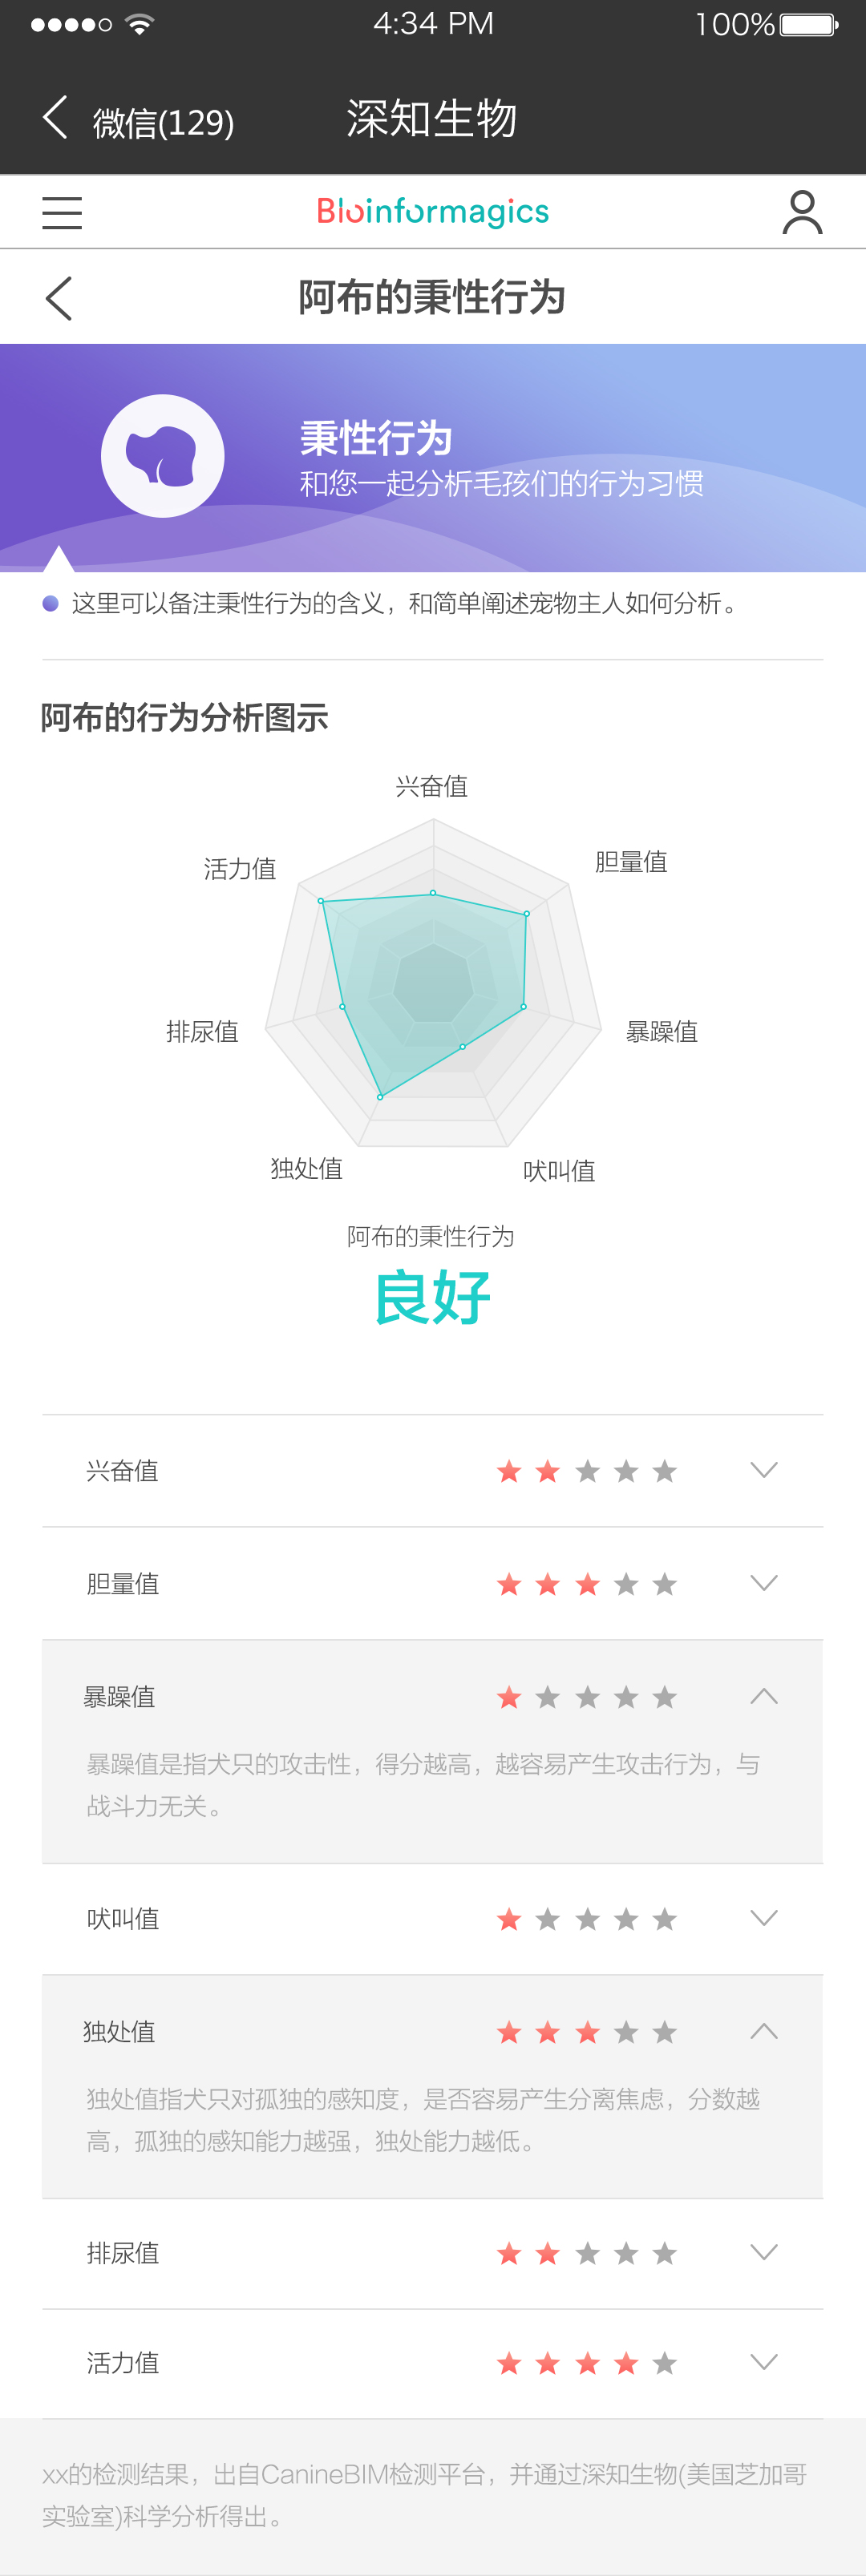 4:34 PM
100%
微信(129)
深知生物
Bioinformagics
阿布的秉性行为
秉性行为
和您一起分析毛孩们的行为习惯
这里可以备注秉性行为的含义，和简单阐述宠物主人如何分析。
阿布的行为分析图示
兴奋值
活力值
胆量值
排尿值
暴躁值
独处值
吠叫值
阿布的秉性行为
良好
兴奋值
胆量值
暴躁值
暴躁值是指犬只的攻击性，得分越高，越容易产生攻击行为，与
战斗力无关。
吠叫值
独处值
独处值指犬只对孤独的感知度，是否容易产生分离焦虑，分数越
高，孤独的感知能力越强，独处能力越低。
排尿值
活力值
xx的检测结果，出自CanineBIM检测平台，并通过深知生物(美国芝加哥
实验室)科学分析得出。